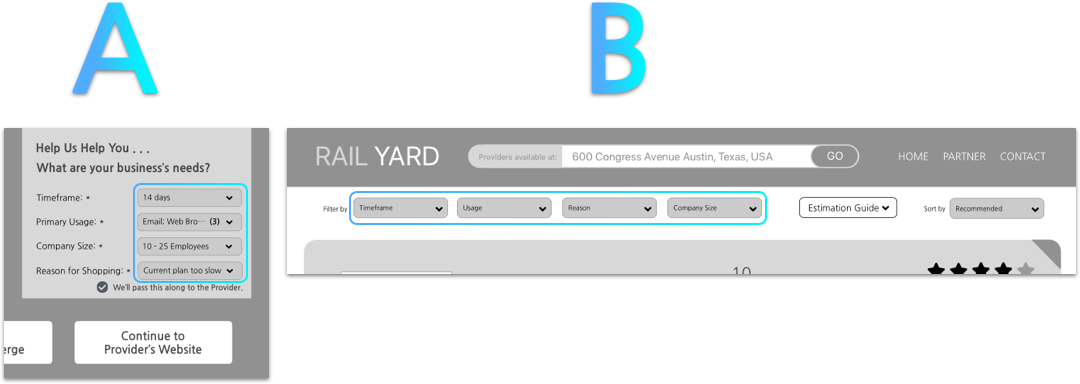 A
B
Help Us Help You . . .
What are your business's needs?
Timeframe: *
14 days
Primary Usage: *
Email; Web Bro··· (3)
Company Size: *
10 - 25 Employees
Reason for Shopping: *
Current plan too slow
We'll pass this along to the Provider.
erge
Continue to
Provider's Website
RAIL YARD
Providers available at:
600 Congress Avenue Austin, Texas, USA
GO
HOME
PARTNER
CONTACT
Filter by
Timeframe
Usage
Reason
Company Size
Estimation Guide
Sort by
Recommended
10